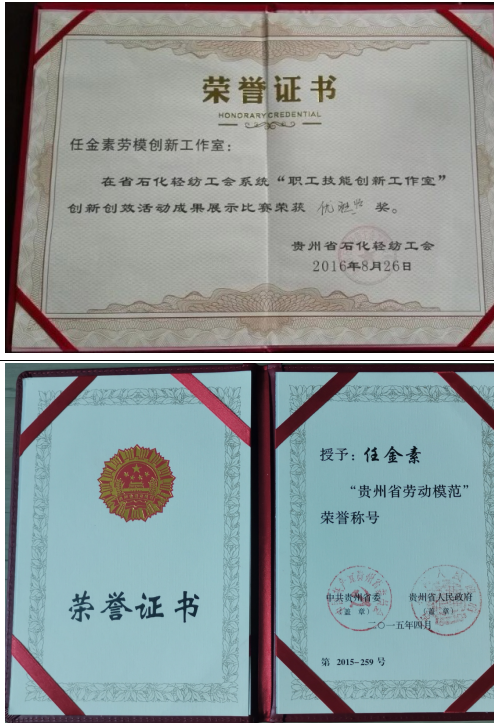 荣誉证书
HONORARY CREDENTIAL
任金素劳模创新工作室：
在省石化轻纺工会系统“职工技能创新工作室”
创新创效活动成果展示比赛荣获 优胜 奖。
贵州省石化轻纺工会
2016年8月26日
荣誉证书
授予：任金素
“贵州省劳动模范”
荣誉称号
中共贵州省委
（盖 章）
贵州省人民政府
（盖 章）
二〇一五年四月
第 2015-259 号